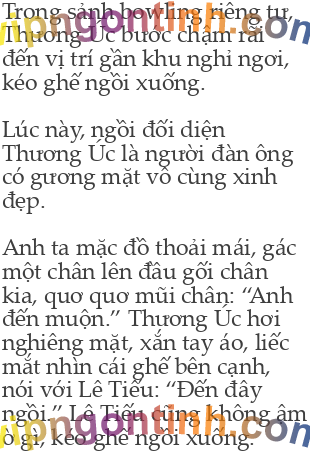 Trong sảnh bowling riêng tư,
Thương Úc bước chậm rãi
đến vị trí gần khu nghỉ ngơi,
kéo ghế ngồi xuống.
Lúc này, ngồi đối diện
Thương Úc là người đàn ông
có gương mặt vô cùng xinh
đẹp.
Anh ta mặc đồ thoải mái, gác
một chân lên đầu gối chân
kia, quơ quơ mũi chân: “Anh
đến muộn.” Thương Úc hơi
nghiêng mặt, xắn tay áo, liếc
mắt nhìn cái ghế bên cạnh,
nói với Lê Tiếu: “Đến đây
ngồi.” Lê Tiếu cũng không ậm
ờ gì, kéo ghế ngồi xuống.
vipngontinh.com
vipngontinh.com